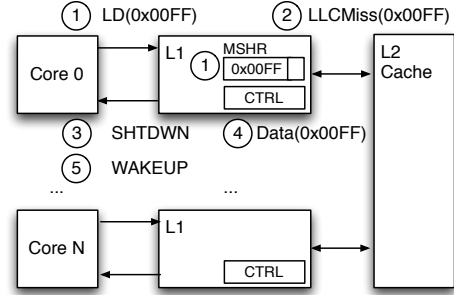 1 LD(0x00FF) 2 LLCMiss(0x00FF)
Core 0
L1
MSHR
1 0x00FF
CTRL
L2
Cache
3 SHTDWN 4 Data(0x00FF)
5 WAKEUP
... ...
Core N
L1
CTRL